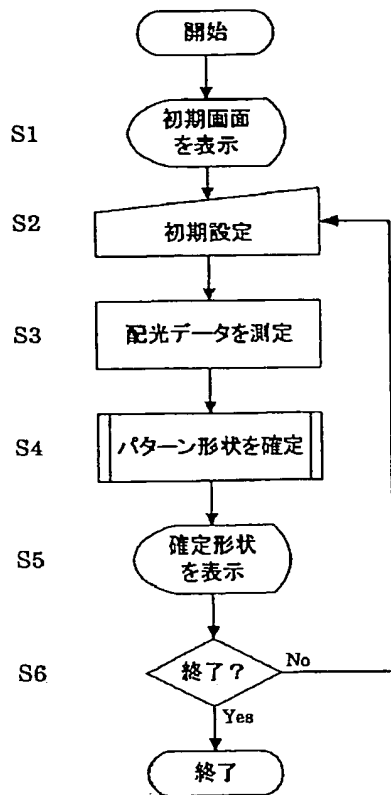 開始
S1
初期画面
を表示
S2
初期設定
S3
配光データを測定
S4
パターン形状を確定
S5
確定形状
を表示
S6
終了？
No
Yes
終了